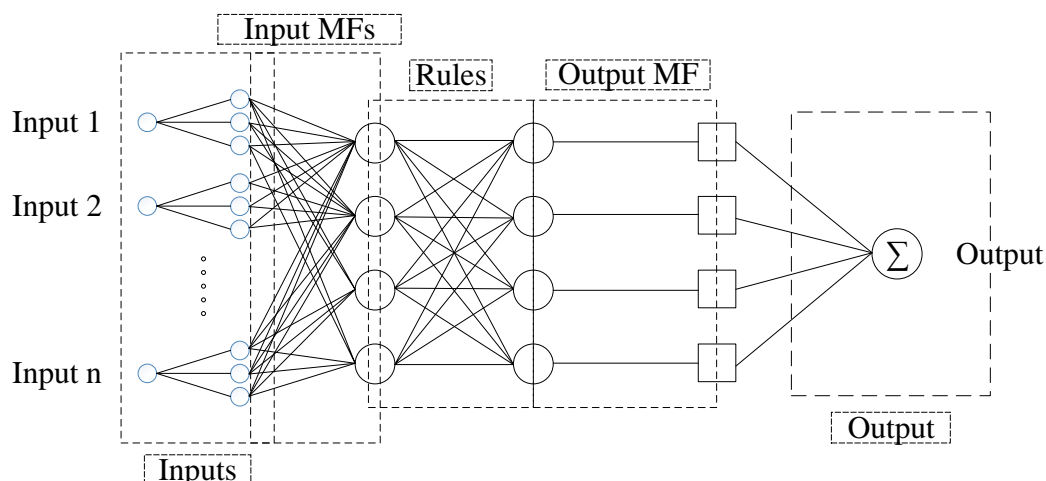 Input MFs
Rules
Output MF
Input 1
Input 2
Σ
Output
Input n
Output
Inputs